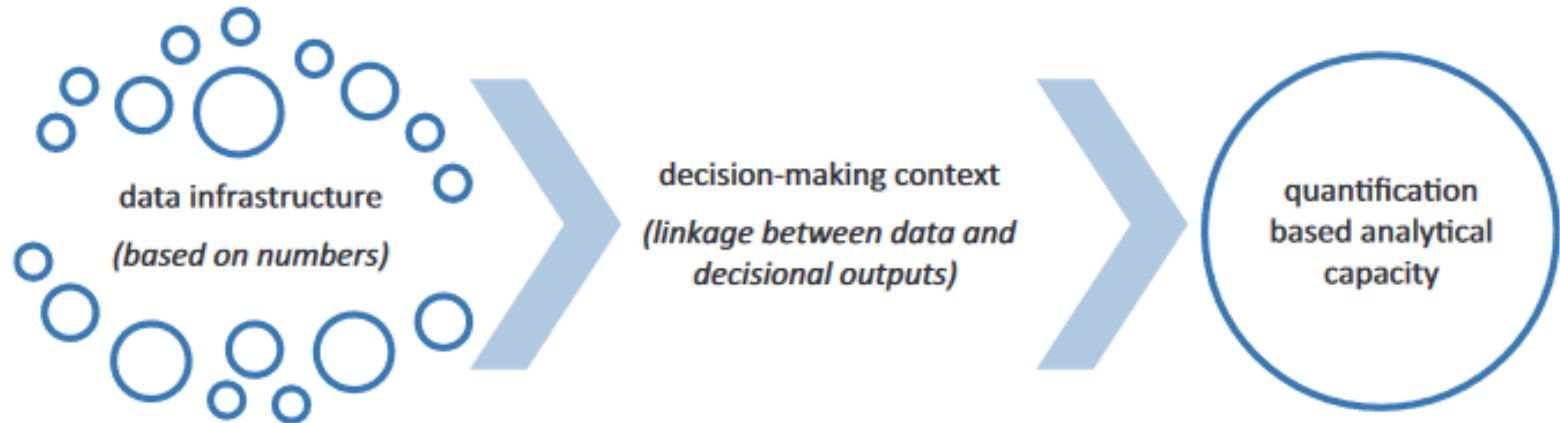 data infrastructure
(based on numbers)
decision-making context
(linkage between data and
decisional outputs)
quantification
based analytical
capacity